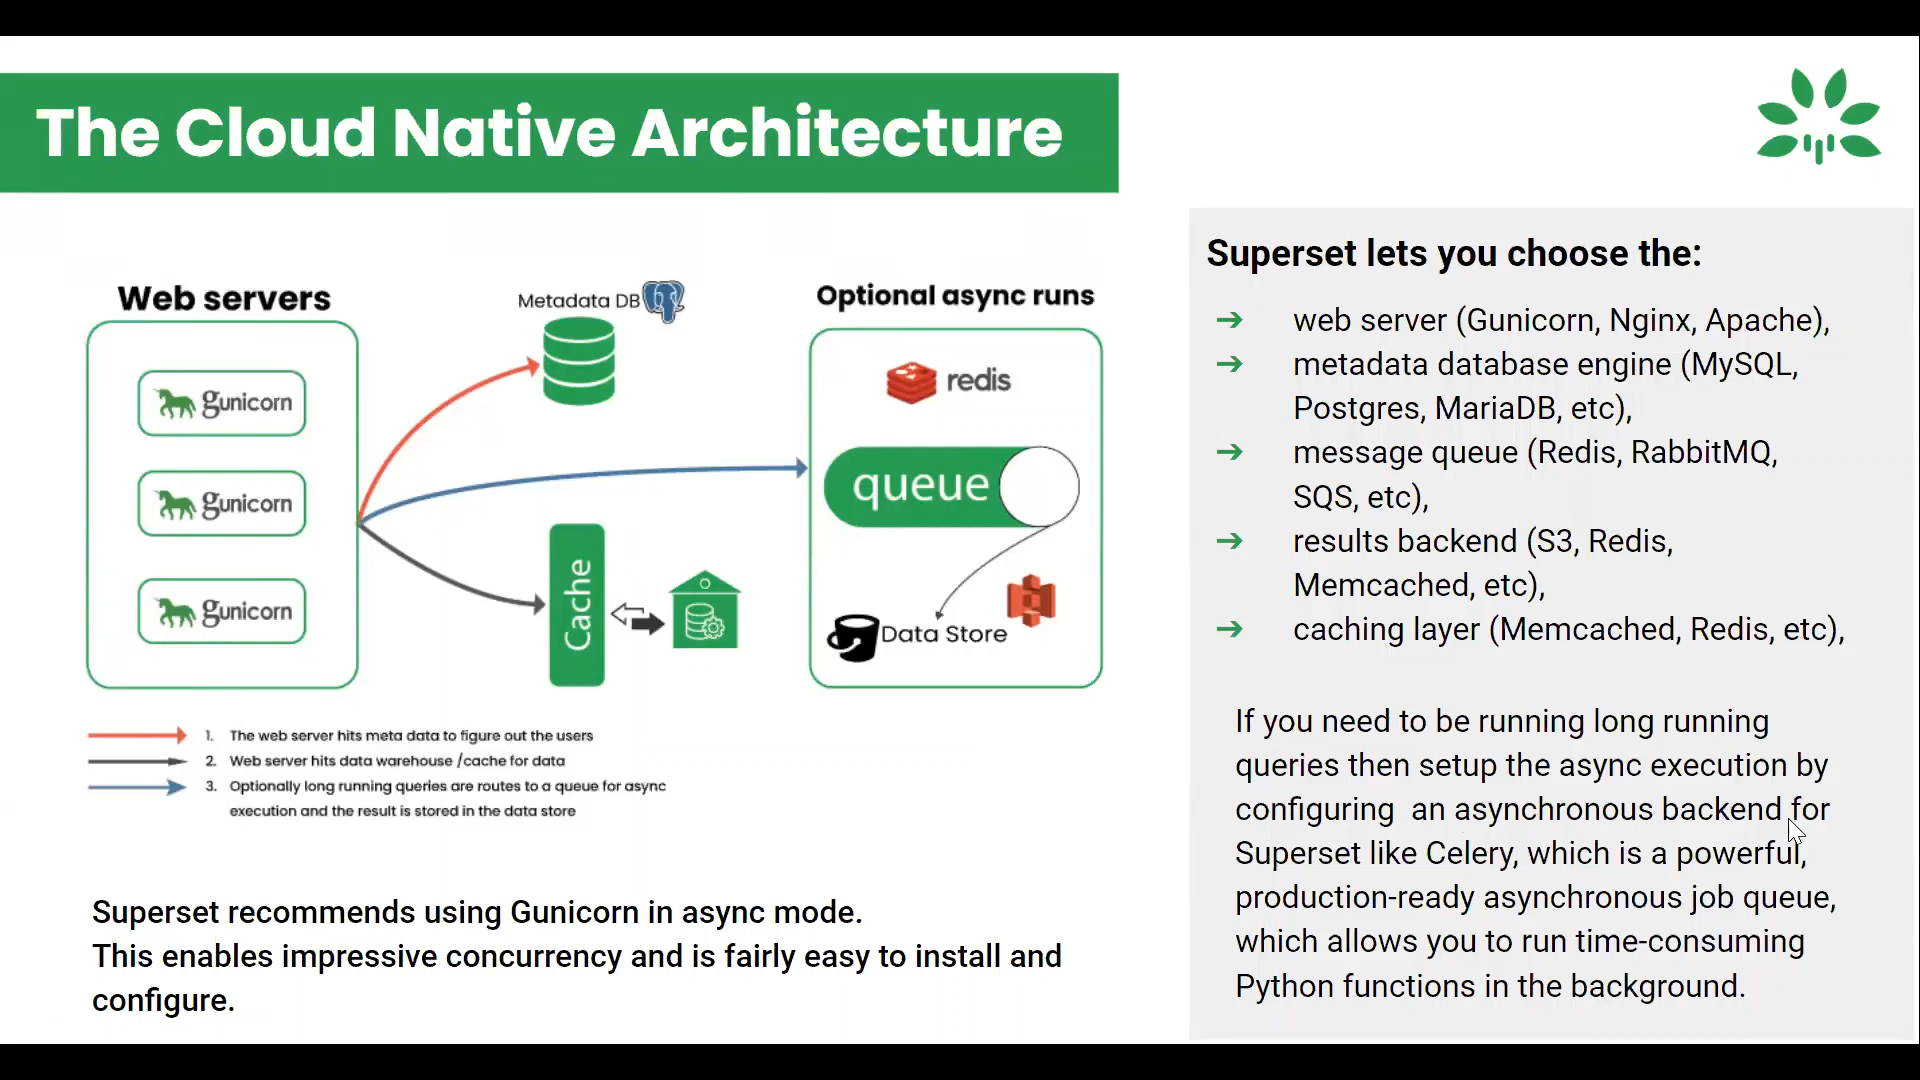 The Cloud Native Architecture
Web servers
gunicorn
gunicorn
gunicorn
Metadata DB
Cache
Optional async runs
redis
queue
Data Store
1. The web server hits meta data to figure out the users
2. Web server hits data warehouse /cache for data
3. Optionally long running queries are routes to a queue for async
execution and the result is stored in the data store
Superset recommends using Gunicorn in async mode.
This enables impressive concurrency and is fairly easy to install and
configure.
Superset lets you choose the:
➔ web server (Gunicorn, Nginx, Apache),
➔ metadata database engine (MySQL,
Postgres, MariaDB, etc),
➔ message queue (Redis, RabbitMQ,
SQS, etc),
➔ results backend (S3, Redis,
Memcached, etc),
➔ caching layer (Memcached, Redis, etc),
If you need to be running long running
queries then setup the async execution by
configuring an asynchronous backend for
Superset like Celery, which is a powerful,
production-ready asynchronous job queue,
which allows you to run time-consuming
Python functions in the background.